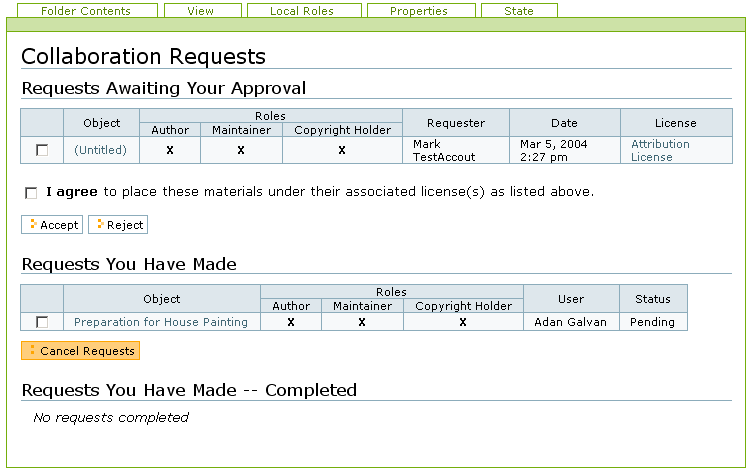 Folder Contents View Local Roles Properties State
Collaboration Requests
Requests Awaiting Your Approval
Object Roles Requester Date License
Author Maintainer Copyright Holder
(Untitled) X X X Mark TestAccout Mar 5, 2004 2:27 pm Attribution License
I agree to place these materials under their associated license(s) as listed above.
Accept Reject
Requests You Have Made
Object Roles User Status
Author Maintainer Copyright Holder
Preparation for House Painting X X X Adan Galvan Pending
Cancel Requests
Requests You Have Made -- Completed
No requests completed